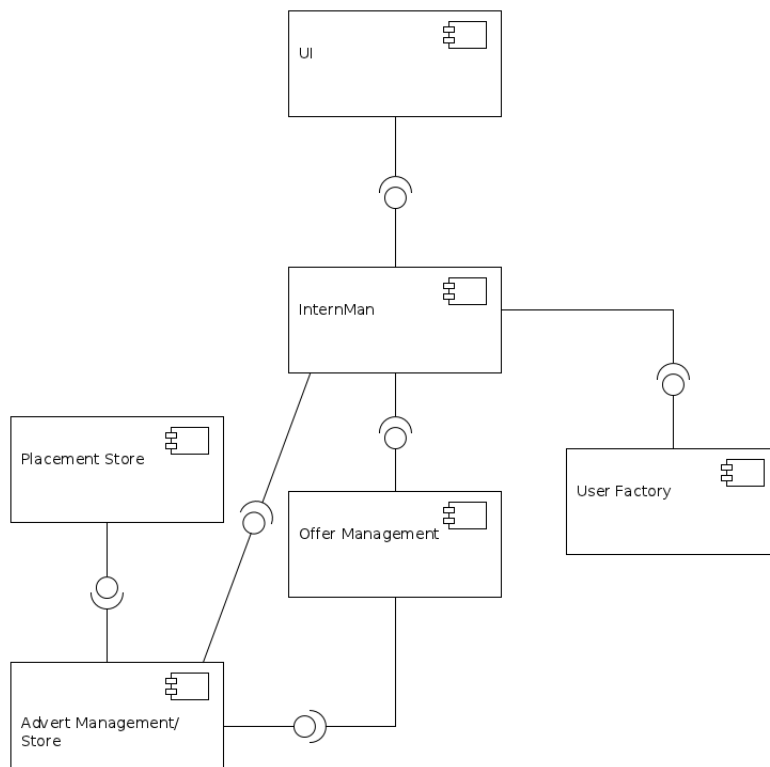 UI
InternMan
Placement Store
User Factory
Offer Management
Advert Management/
Store